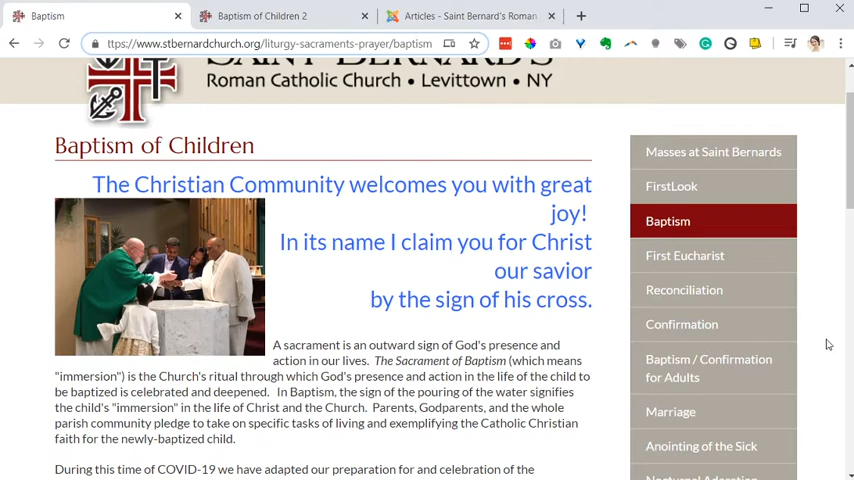 Baptism
Baptism of Children 2
Articles - Saint Bernard's Roman
ttps://www.stbernardchurch.org/liturgy-sacraments-prayer/baptism
SAINT BERNARD'S
Roman Catholic Church • Levittown • NY
Baptism of Children
The Christian Community welcomes you with great
joy!
In its name I claim you for Christ
our savior
by the sign of his cross.
A sacrament is an outward sign of God's presence and
action in our lives. The Sacrament of Baptism (which means
"immersion") is the Church's ritual through which God's presence and action in the life of the child to
be baptized is celebrated and deepened. In Baptism, the sign of the pouring of the water signifies
the child's "immersion" in the life of Christ and the Church. Parents, Godparents, and the whole
parish community pledge to take on specific tasks of living and exemplifying the Catholic Christian
faith for the newly-baptized child.
During this time of COVID-19 we have adapted our preparation for and celebration of the
Masses at Saint Bernards
FirstLook
Baptism
First Eucharist
Reconciliation
Confirmation
Baptism / Confirmation
for Adults
Marriage
Anointing of the Sick
Nocturnal Adoration